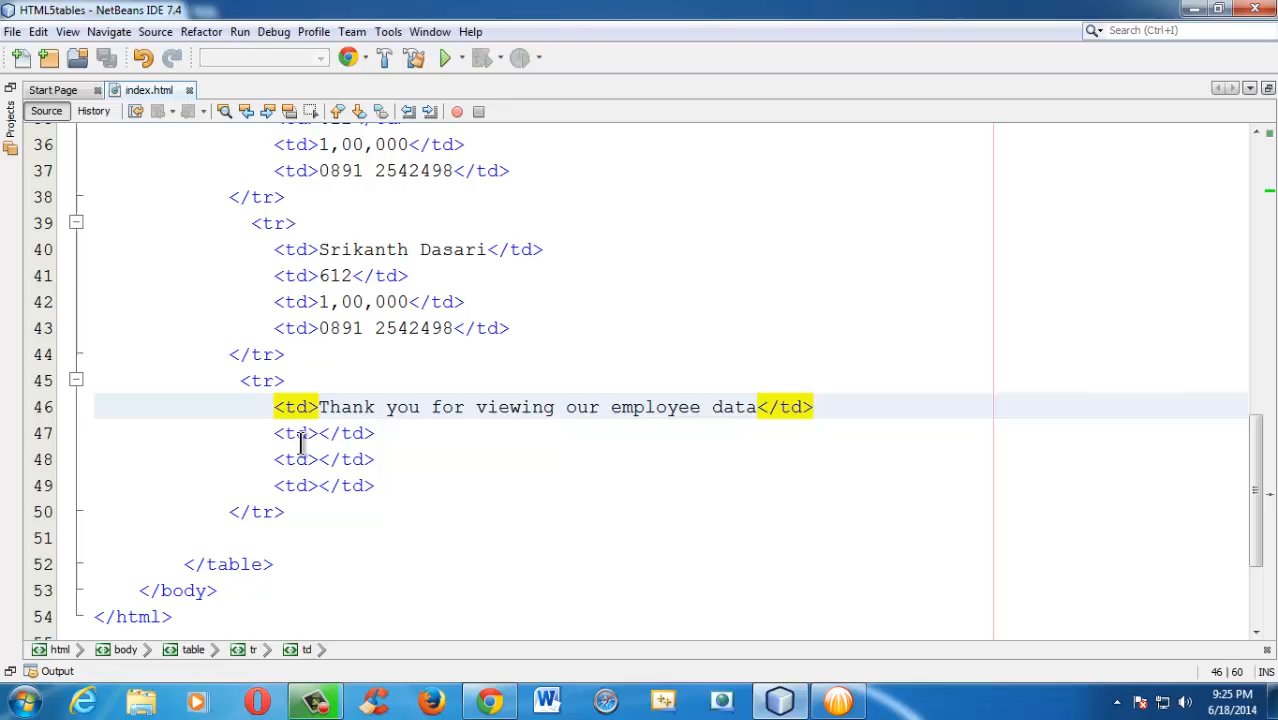 HTML5tables - NetBeans IDE 7.4
File Edit View Navigate Source Refactor Run Debug Profile Team Tools Window Help
Search (Ctrl+I)
Start Page index.html
Source History
Projects
36 <td>1,00,000</td>
37 <td>0891 2542498</td>
38 </tr>
39 <tr>
40 <td>Srikanth Dasari</td>
41 <td>612</td>
42 <td>1,00,000</td>
43 <td>0891 2542498</td>
44 </tr>
45 <tr>
46 <td>Thank you for viewing our employee data</td>
47 <td></td>
48 <td></td>
49 <td></td>
50 </tr>
51
52 </table>
53 </body>
54 </html>
html body table tr td
Output
46 | 60 INS
9:25 PM
6/18/2014